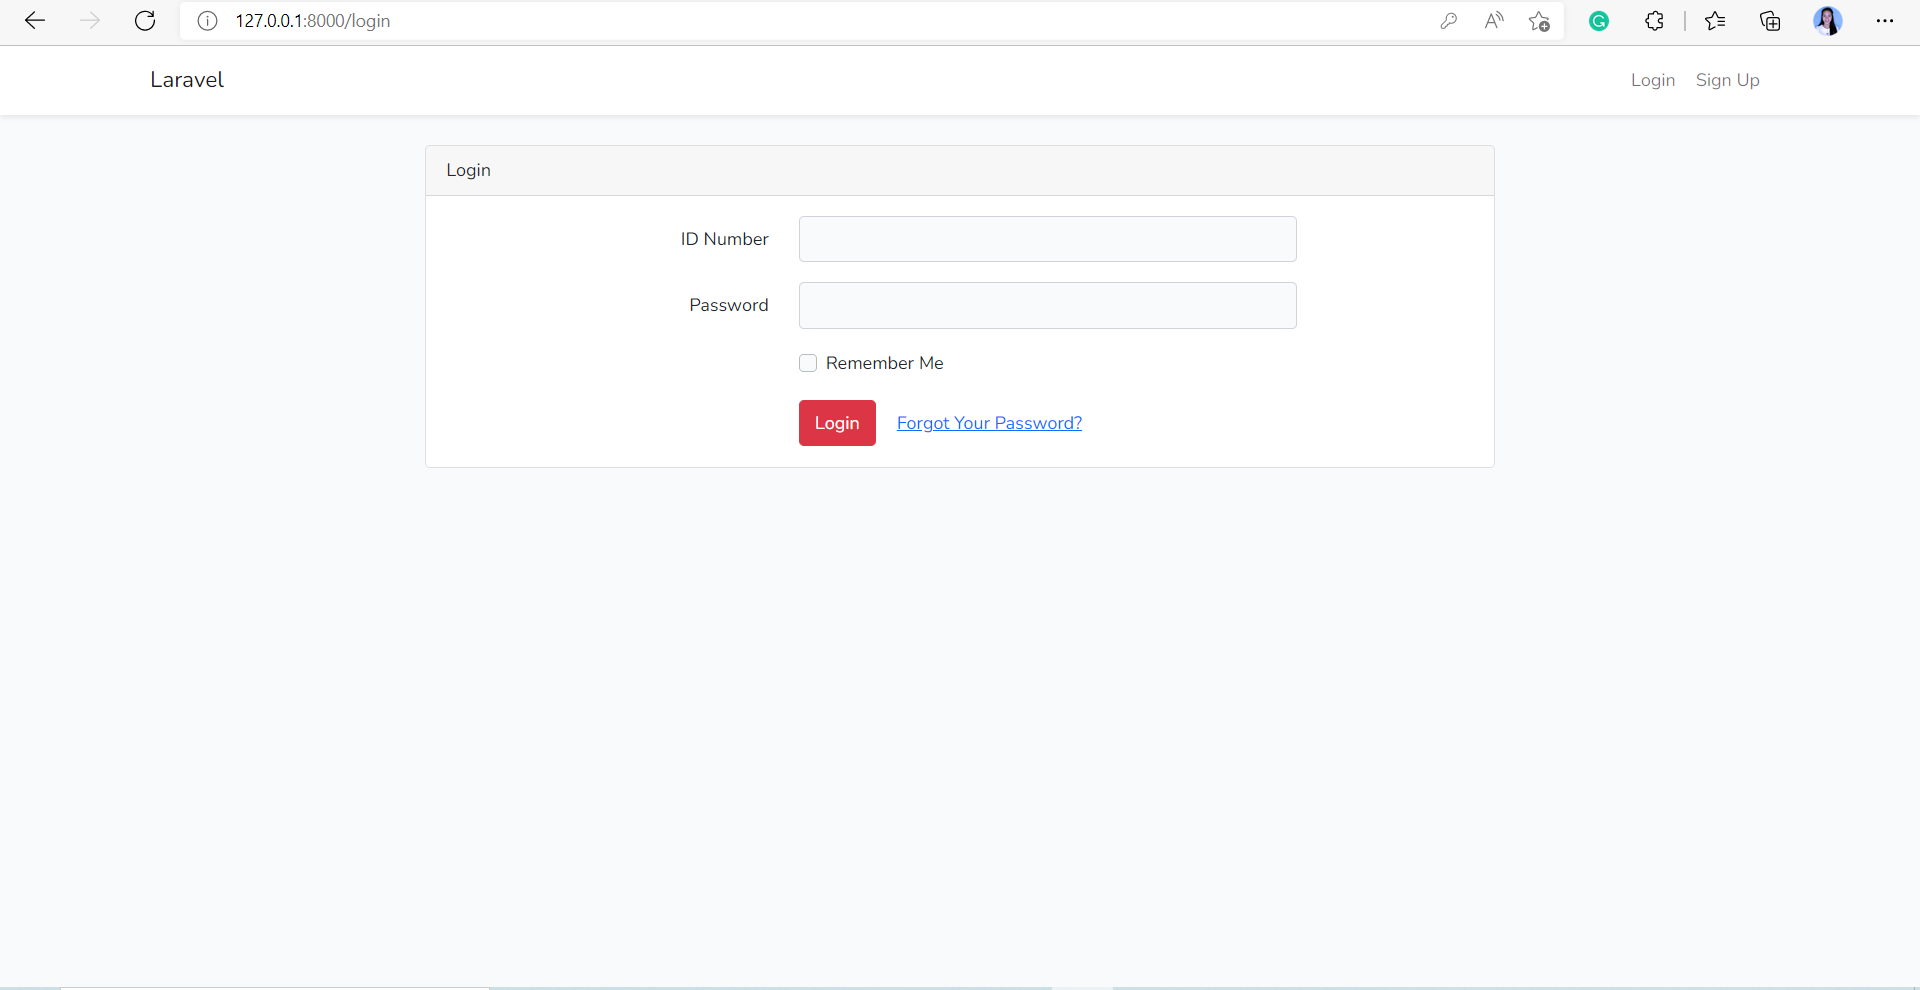 127.0.0.1:8000/login
Laravel
Login Sign Up
Login
ID Number
Password
Remember Me
Login Forgot Your Password?